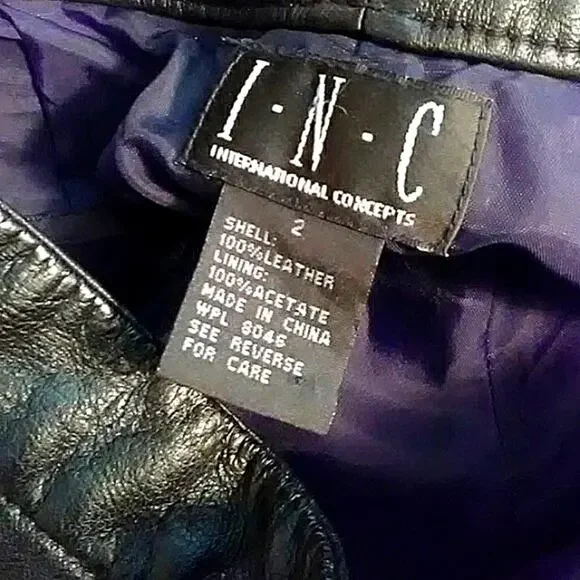 I·N·C
INTERNATIONAL CONCEPTS
2
SHELL:
100%LEATHER
LINING:
100%ACETATE
MADE IN CHINA
WPL 8046
SEE REVERSE
FOR CARE